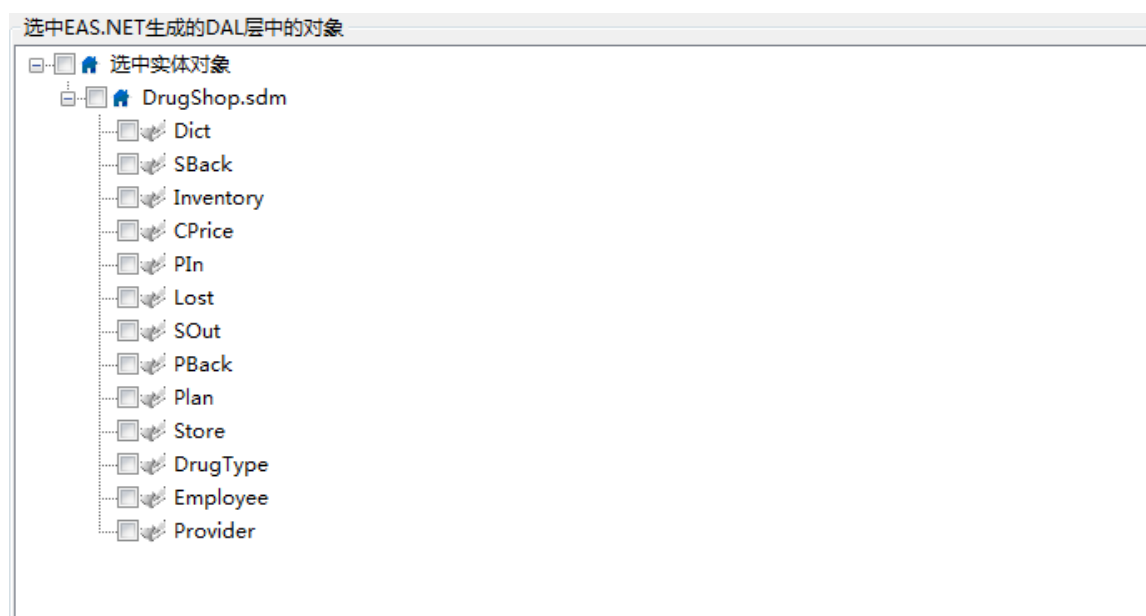 选中EAS.NET生成的DAL层中的对象
选中实体对象
DrugShop.sdm
Dict
SBack
Inventory
CPrice
PIn
Lost
SOut
PBack
Plan
Store
DrugType
Employee
Provider